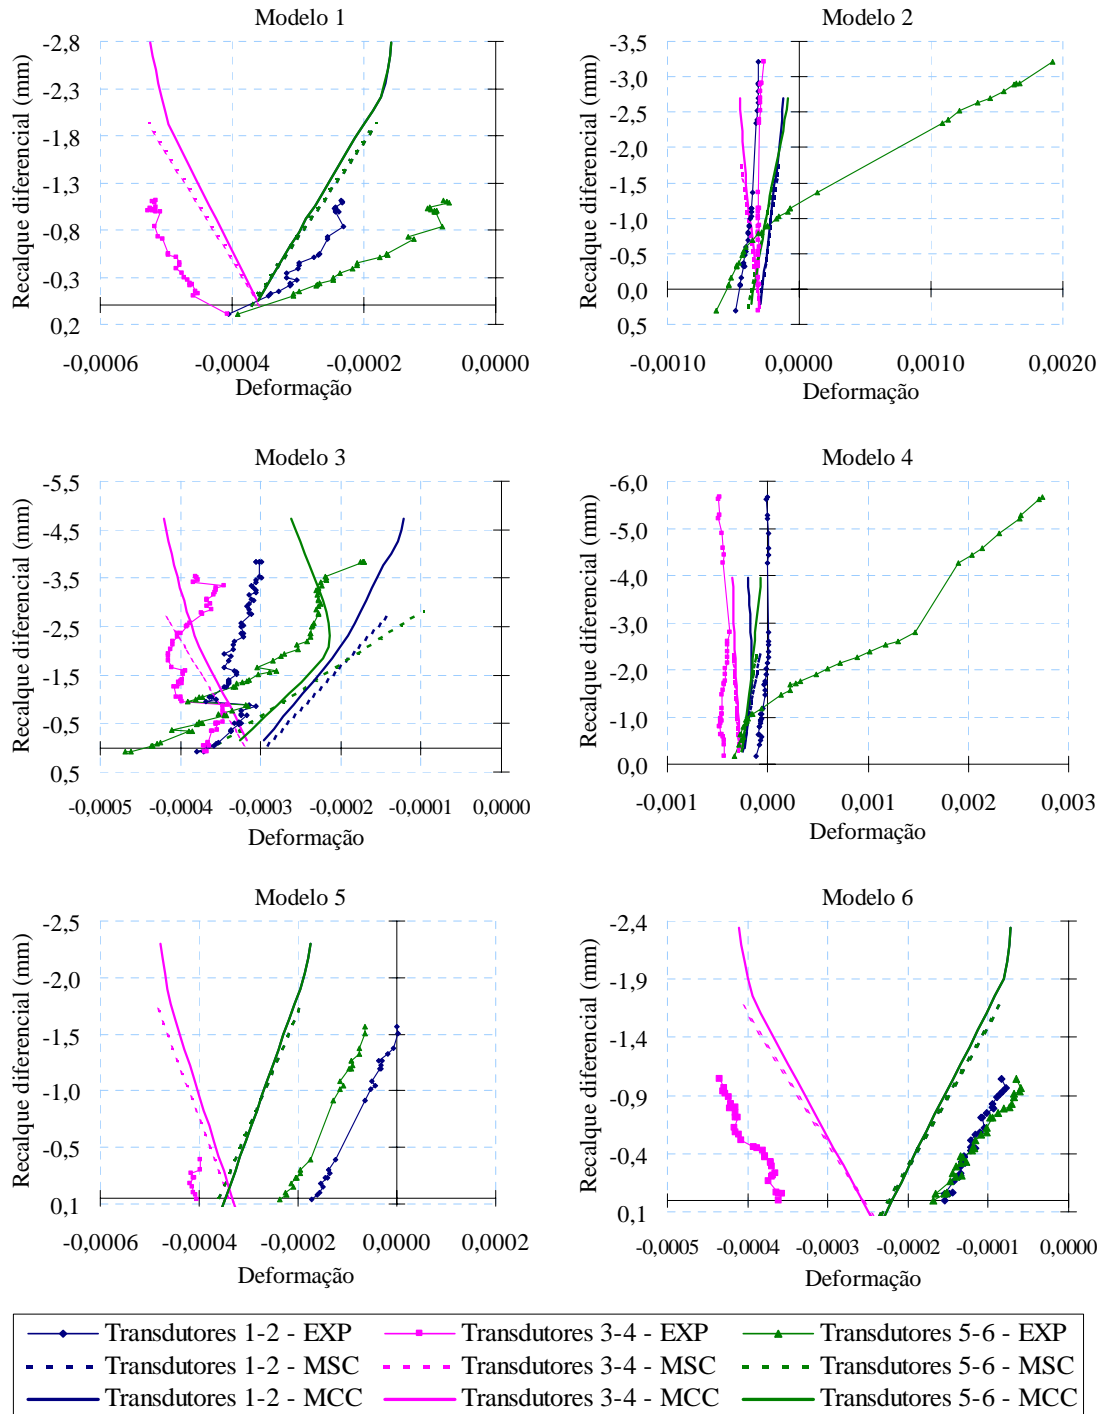 Modelo 1
Recalque diferencial (mm)
-2,8
-2,3
-1,8
-1,3
-0,8
-0,3
0,2
-0,0006 -0,0004 -0,0002 0,0000
Deformação
Modelo 2
Recalque diferencial (mm)
-3,5
-3,0
-2,5
-2,0
-1,5
-1,0
-0,5
0,0
0,5
-0,0010 0,0000 0,0010 0,0020
Deformação
Modelo 3
Recalque diferencial (mm)
-5,5
-4,5
-3,5
-2,5
-1,5
-0,5
0,5
-0,0005 -0,0004 -0,0003 -0,0002 -0,0001 0,0000
Deformação
Modelo 4
Recalque diferencial (mm)
-6,0
-5,0
-4,0
-3,0
-2,0
-1,0
0,0
-0,001 0,000 0,001 0,002 0,003
Deformação
Modelo 5
Recalque diferencial (mm)
-2,5
-2,0
-1,5
-1,0
-0,5
0,1
-0,0006 -0,0004 -0,0002 0,0000 0,0002
Deformação
Modelo 6
Recalque diferencial (mm)
-2,4
-1,9
-1,4
-0,9
-0,4
0,1
-0,0005 -0,0004 -0,0003 -0,0002 -0,0001 0,0000
Deformação
Transdutores 1-2 - EXP Transdutores 3-4 - EXP Transdutores 5-6 - EXP
Transdutores 1-2 - MSC Transdutores 3-4 - MSC Transdutores 5-6 - MSC
Transdutores 1-2 - MCC Transdutores 3-4 - MCC Transdutores 5-6 - MCC